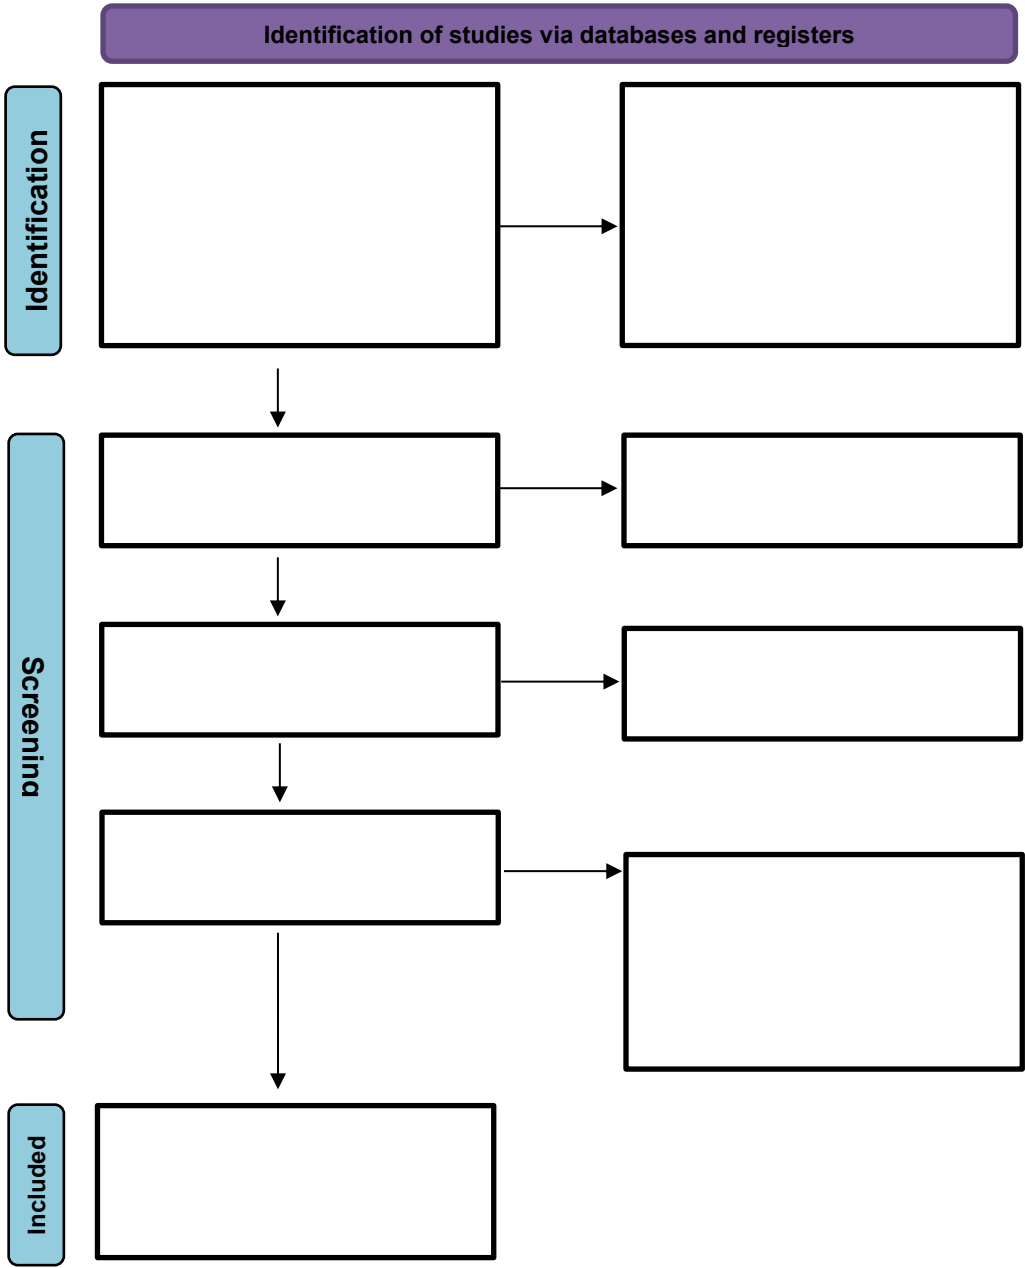 Identification of studies via databases and registers
Identification
Screening
Included